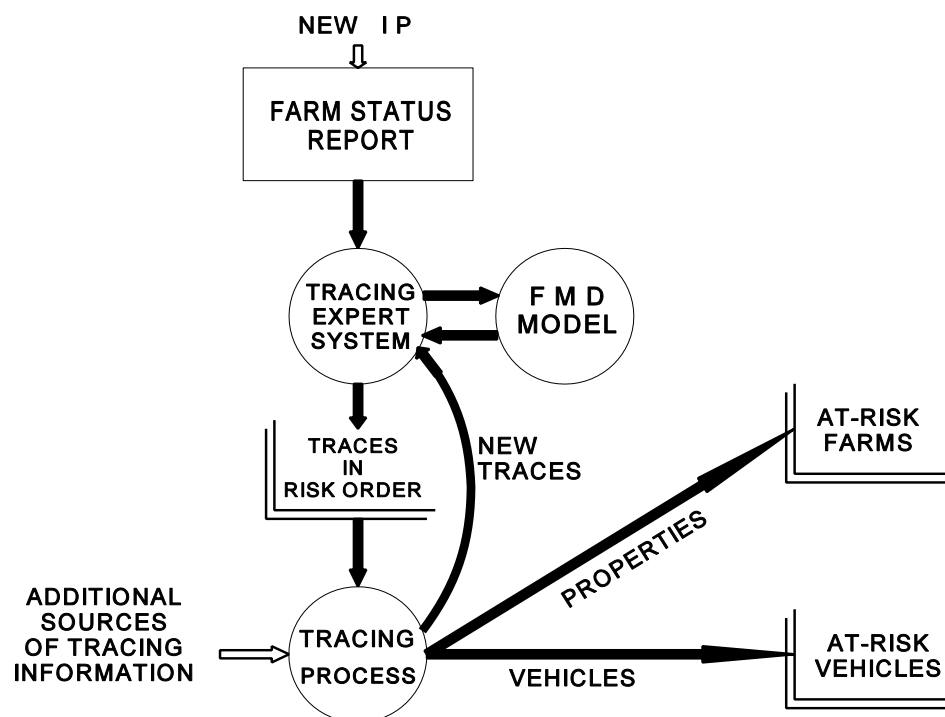 NEW I P
FARM STATUS
REPORT
TRACING
EXPERT
SYSTEM
F M D
MODEL
TRACES
IN
RISK ORDER
NEW
TRACES
AT-RISK
FARMS
PROPERTIES
ADDITIONAL
SOURCES
OF TRACING
INFORMATION
TRACING
PROCESS
VEHICLES
AT-RISK
VEHICLES